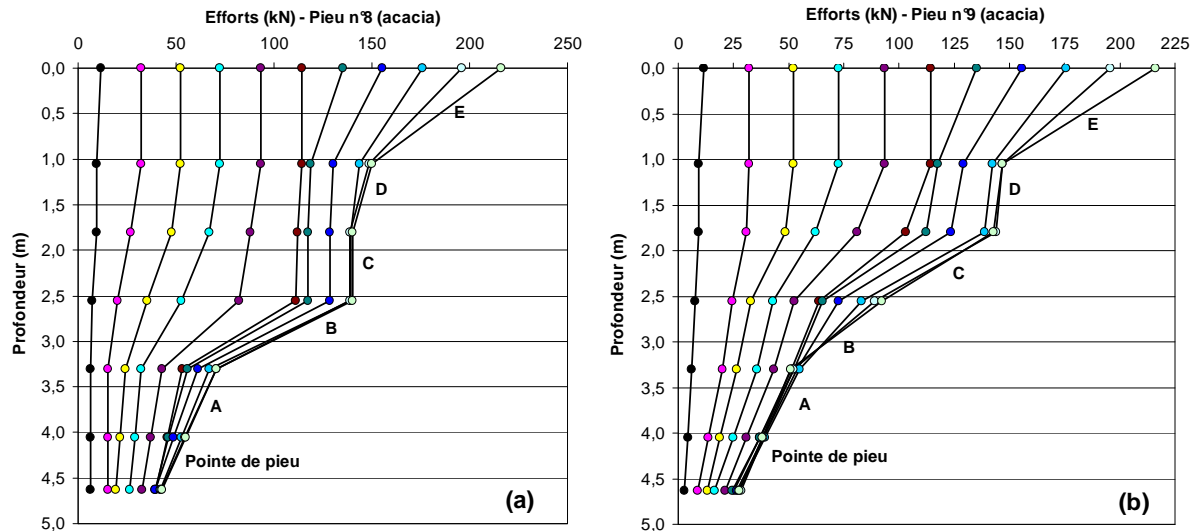 Efforts (kN) - Pieu n°8 (acacia)
0 50 100 150 200 250
Profondeur (m)
0,0
0,5
1,0
1,5
2,0
2,5
3,0
3,5
4,0
4,5
5,0
E
D
C
B
A
Pointe de pieu
(a)
Efforts (kN) - Pieu n°9 (acacia)
0 25 50 75 100 125 150 175 200 225
Profondeur (m)
0,0
0,5
1,0
1,5
2,0
2,5
3,0
3,5
4,0
4,5
5,0
E
D
C
B
A
Pointe de pieu
(b)